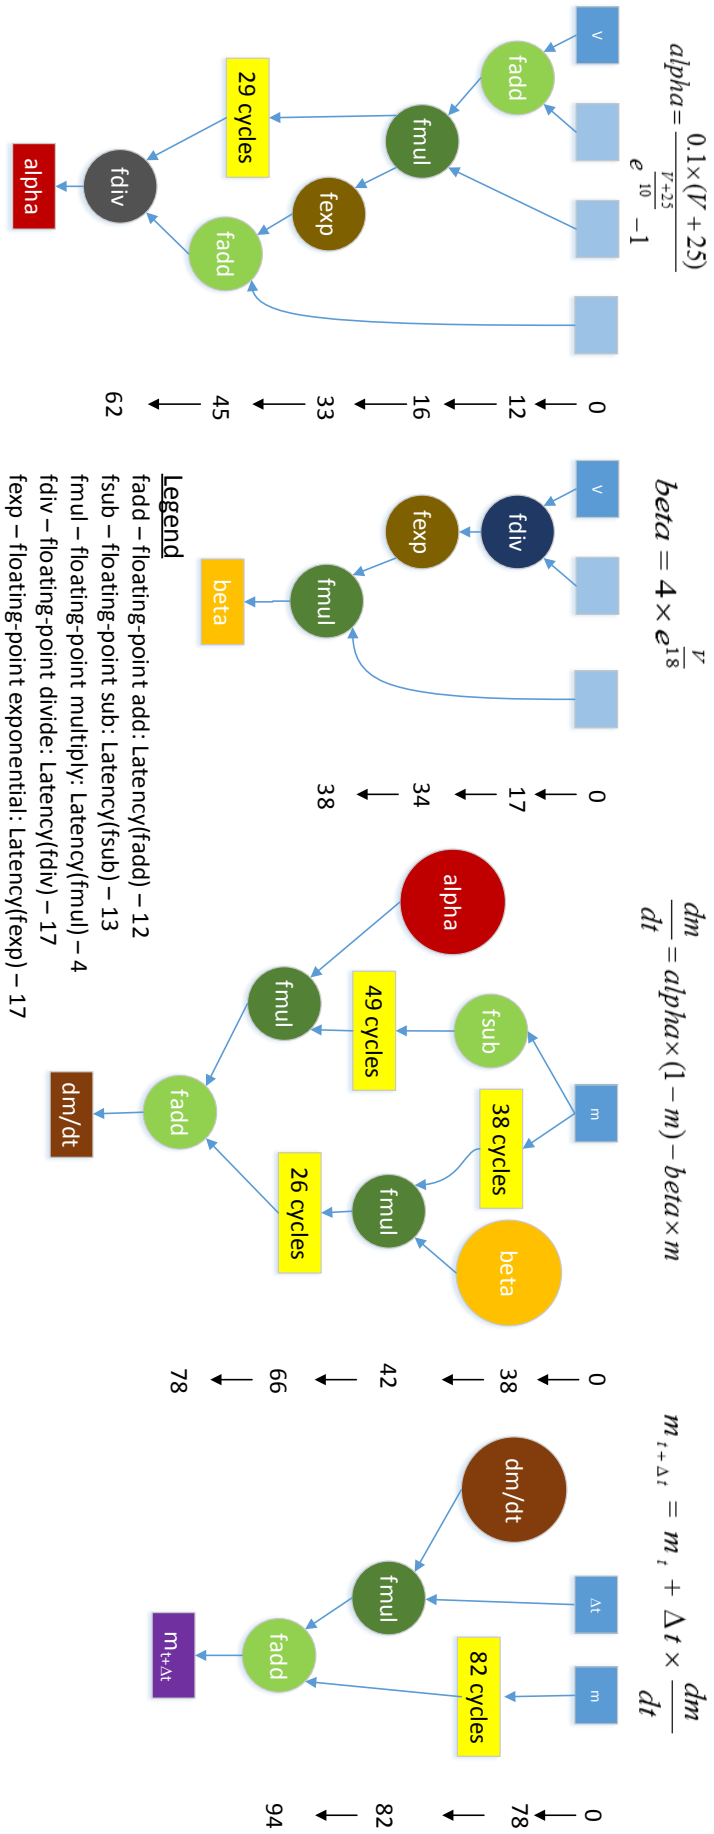 alpha = 0.1×(V + 25) / e^((V+25)/10) − 1
V
fadd
fmul
29 cycles
fexp
fadd
fdiv
alpha
0
12
16
33
45
62
beta = 4 × e^(V/18)
V
fdiv
fexp
fmul
beta
0
17
34
38
Legend
fadd – floating-point add: Latency(fadd) – 12
fsub – floating-point sub: Latency(fsub) – 13
fmul – floating-point multiply: Latency(fmul) – 4
fdiv – floating-point divide: Latency(fdiv) – 17
fexp – floating-point exponential: Latency(fexp) – 17
dm/dt = alpha×(1−m)−beta×m
m
alpha
fsub
38 cycles
beta
49 cycles
fmul
fmul
26 cycles
fadd
dm/dt
0
38
42
66
78
m t+Δt = m t + Δt × dm/dt
Δt
m
dm/dt
82 cycles
fmul
fadd
m t+Δt
0
78
82
94